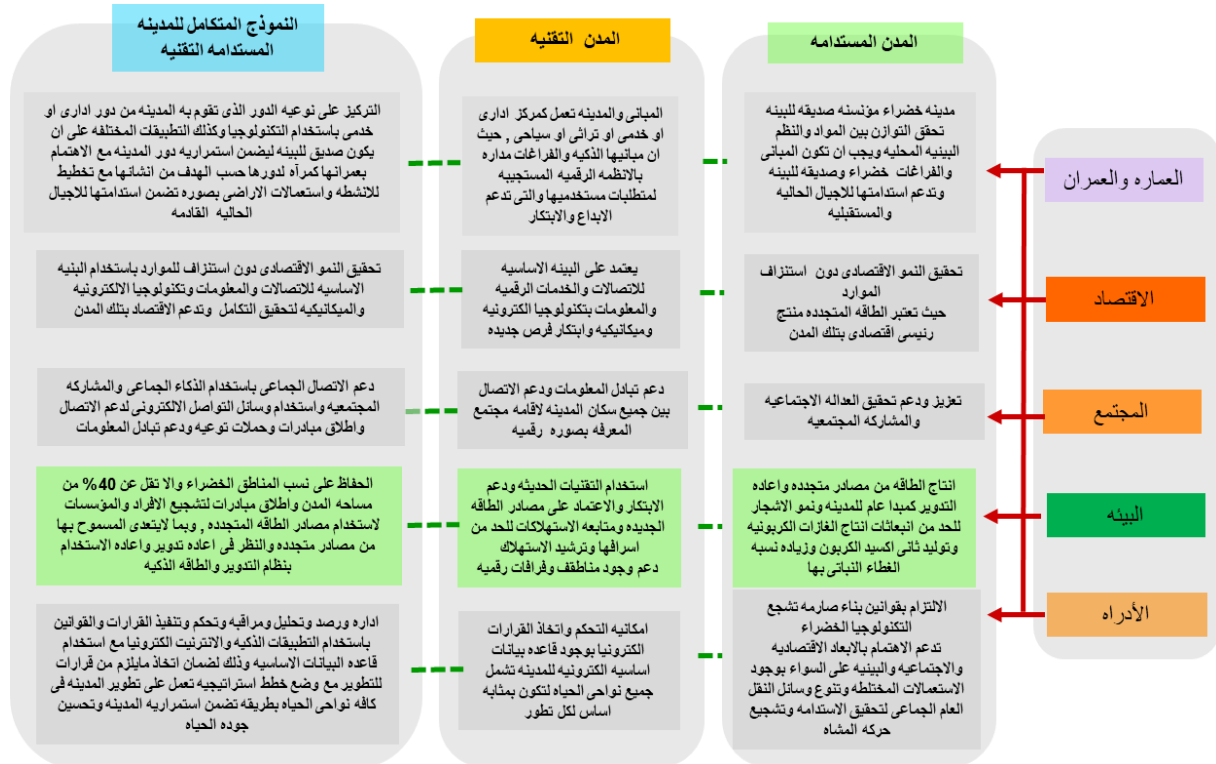 المدن المستدامه
المدن التقنيه
النموذج المتكامل للمدينه
المستدامه التقنيه
العماره والعمران
مدينه خضراء مؤنسنه صديقه للبيئه
تحقق التوازن بين المواد والنظم
البيئيه المحليه ويجب ان تكون المبانى
والفراغات خضراء وصديقه للبيئه
وتدعم استدامتها للاجيال الحاليه
والمستقبليه
المبانى والمدينه تعمل كمركز ادارى
او خدمى او تراثى او سياحى , حيث
ان مبانيها الذكيه والفراغات مداره
بالانظمه الرقميه المستجيبه
لمتطلبات مستخدميها والتى تدعم
الابداع والابتكار
التركيز على نوعيه الدور الذى تقوم به المدينه من دور ادارى او
خدمى باستخدام التكنولوجيا وكذلك التطبيقات المختلفه على ان
يكون صديق للبيئه ليضمن استمراريه دور المدينه مع الاهتمام
بعمرانها كمرآه لدورها حسب الهدف من انشائها مع تخطيط
للانشطه واستعمالات الاراضى بصوره تضمن استدامتها للاجيال
الحاليه القادمه
الاقتصاد
تحقيق النمو الاقتصادى دون استنزاف
الموارد
حيث تعتبر الطاقه المتجدده منتج
رئيسى اقتصادى بتلك المدن
يعتمد على البيئه الاساسيه
للاتصالات والخدمات الرقميه
والمعلومات بتكنولوجيا الكترونيه
وميكانيكيه وابتكار فرص جديده
تحقيق النمو الاقتصادى دون استنزاف للموارد باستخدام البنيه
الاساسيه للاتصالات والمعلومات وتكنولوجيا الالكترونيه
والميكانيكيه لتحقيق التكامل وتدعم الاقتصاد بتلك المدن
المجتمع
تعزيز ودعم تحقيق العداله الاجتماعيه
والمشاركه المجتمعيه
دعم تبادل المعلومات ودعم الاتصال
بين جميع سكان المدينه لاقامه مجتمع
المعرفه بصوره رقميه
دعم الاتصال الجماعى باستخدام الذكاء الجماعى والمشاركه
المجتمعيه واستخدام وسائل التواصل الالكترونى لدعم الاتصال
واطلاق مبادرات وحملات توعيه ودعم تبادل المعلومات
البيئه
انتاج الطاقه من مصادر متجدده واعاده
التدوير كمبدا عام للمدينه ونمو الاشجار
للحد من انبعاثات انتاج الغازات الكربونيه
وتوليد ثانى اكسيد الكربون وزياده نسبه
الغطاء النباتى بها
استخدام التقنيات الحديثه ودعم
الابتكار والاعتماد على مصادر الطاقه
الجديده ومتابعه الاستهلاكات للحد من
اسرافها وترشيد الاستهلاك
دعم وجود مناطقف وفرافات رقميه
الحفاظ على نسب المناطق الخضراء والا تقل عن 40% من
مساحه المدن واطلاق مبادرات لتشجيع الافراد والمؤسسات
لاستخدام مصادر الطاقه المتجدده , وبما لايتعدى المسموح بها
من مصادر متجدده والنظر فى اعاده تدوير واعاده الاستخدام
بنظام التدوير والطاقه الذكيه
الأدراه
الالتزام بقوانين بناء صارمه تشجع
التكنولوجيا الخضراء
تدعم الاهتمام بالابعاد الاقتصاديه
والاجتماعيه والبيئيه على السواء بوجود
الاستعمالات المختلطه وتنوع وسائل النقل
العام الجماعى لتحقيق الاستدامه وتشجيع
حركه المشاه
امكانيه التحكم واتخاذ القرارات
الكترونيا بوجود قاعده بيانات
اساسيه الكترونيه للمدينه تشمل
جميع نواحى الحياه لتكون بمثابه
اساس لكل تطور
اداره ورصد وتحليل ومراقبه وتحكم وتنفيذ القرارات والقوانين
باستخدام التطبيقات الذكيه والانترنيت الكترونيا مع استخدام
قاعده البيانات الاساسيه وذلك لضمان اتخاذ مايلزم من قرارات
للتطوير مع وضع خطط استراتيجيه تعمل على تطوير المدينه فى
كافه نواحى الحياه بطريقه تضمن استمراريه المدينه وتحسين
جوده الحياه